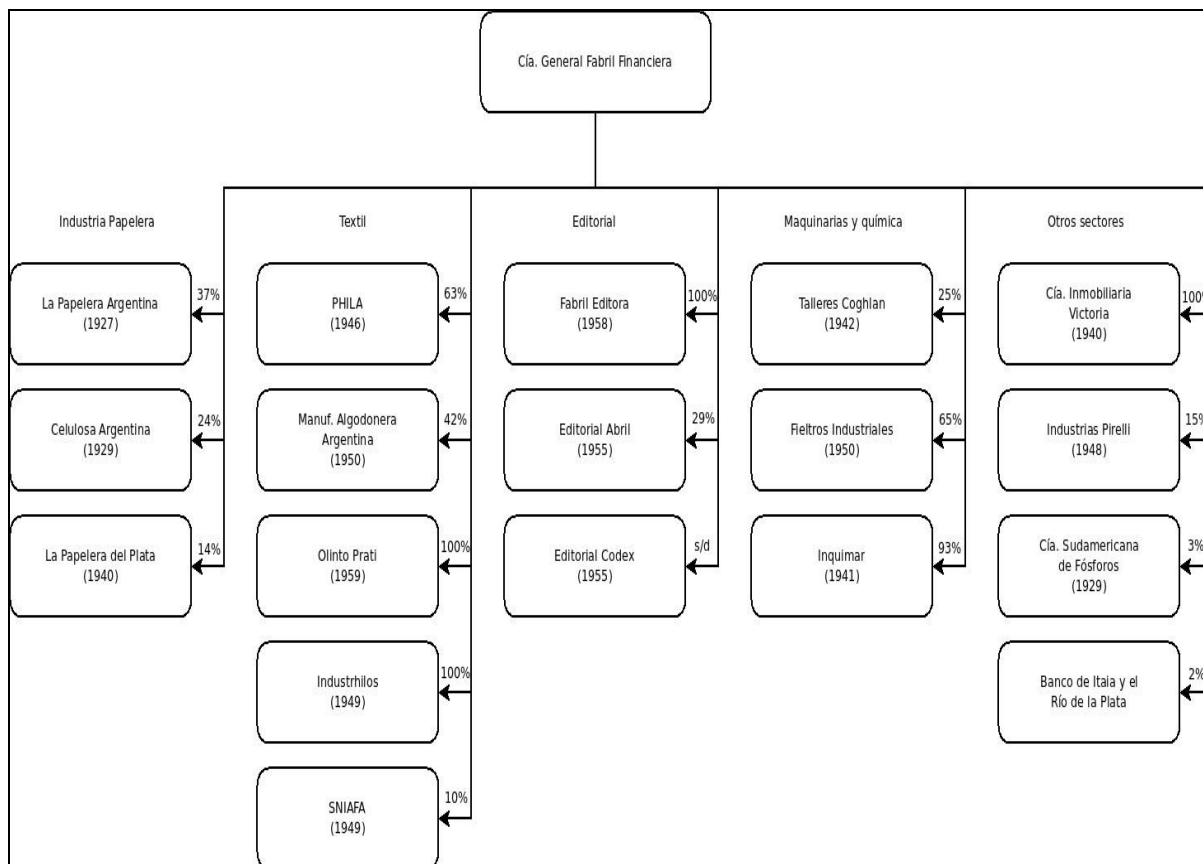 Cía. General Fabril Financiera
Industria Papelera
La Papelera Argentina
(1927)
37%
Celulosa Argentina
(1929)
24%
La Papelera del Plata
(1940)
14%
Textil
PHILA
(1946)
63%
Manuf. Algodonera
Argentina
(1950)
42%
Olinto Prati
(1959)
100%
Industrhilos
(1949)
100%
SNIAFA
(1949)
10%
Editorial
Fabril Editora
(1958)
100%
Editorial Abril
(1955)
29%
Editorial Codex
(1955)
s/d
Maquinarias y química
Talleres Coghlan
(1942)
25%
Fieltros Industriales
(1950)
65%
Inquimar
(1941)
93%
Otros sectores
Cía. Inmobiliaria
Victoria
(1940)
100%
Industrias Pirelli
(1948)
15%
Cía. Sudamericana
de Fósforos
(1929)
3%
Banco de Itaia y el
Río de la Plata
2%